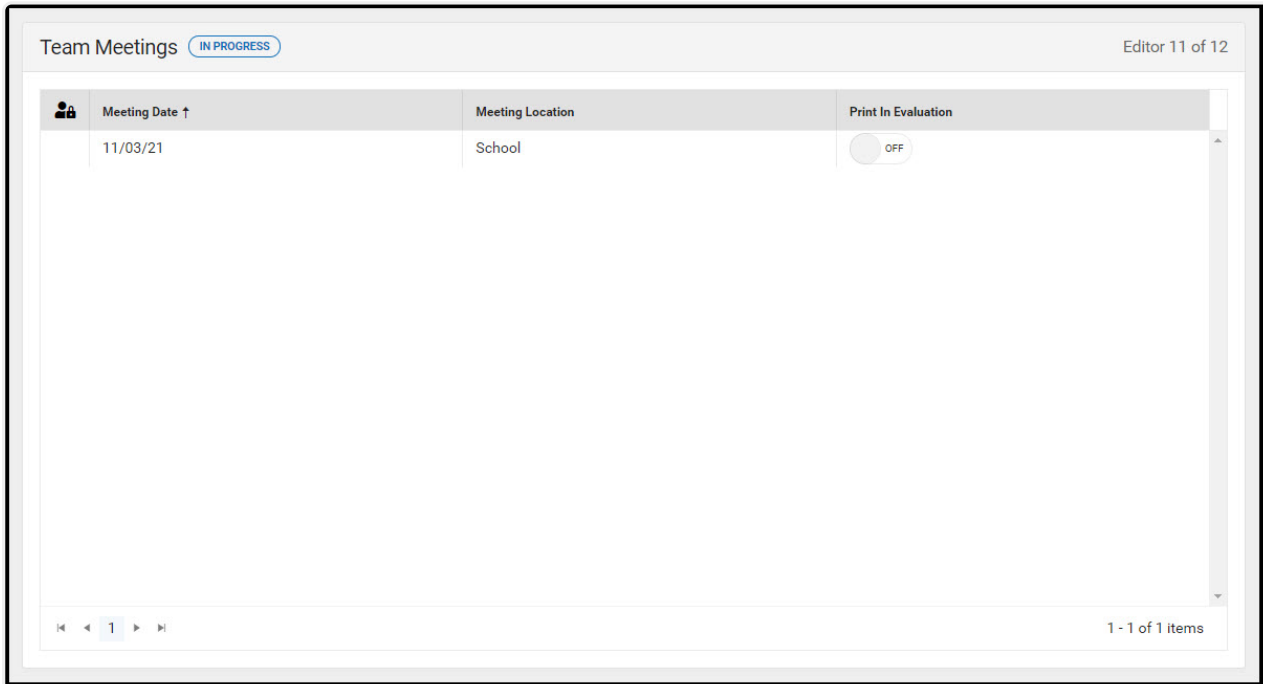 Team Meetings IN PROGRESS Editor 11 of 12
Meeting Date ↑ Meeting Location Print In Evaluation
11/03/21 School OFF
1 1 - 1 of 1 items